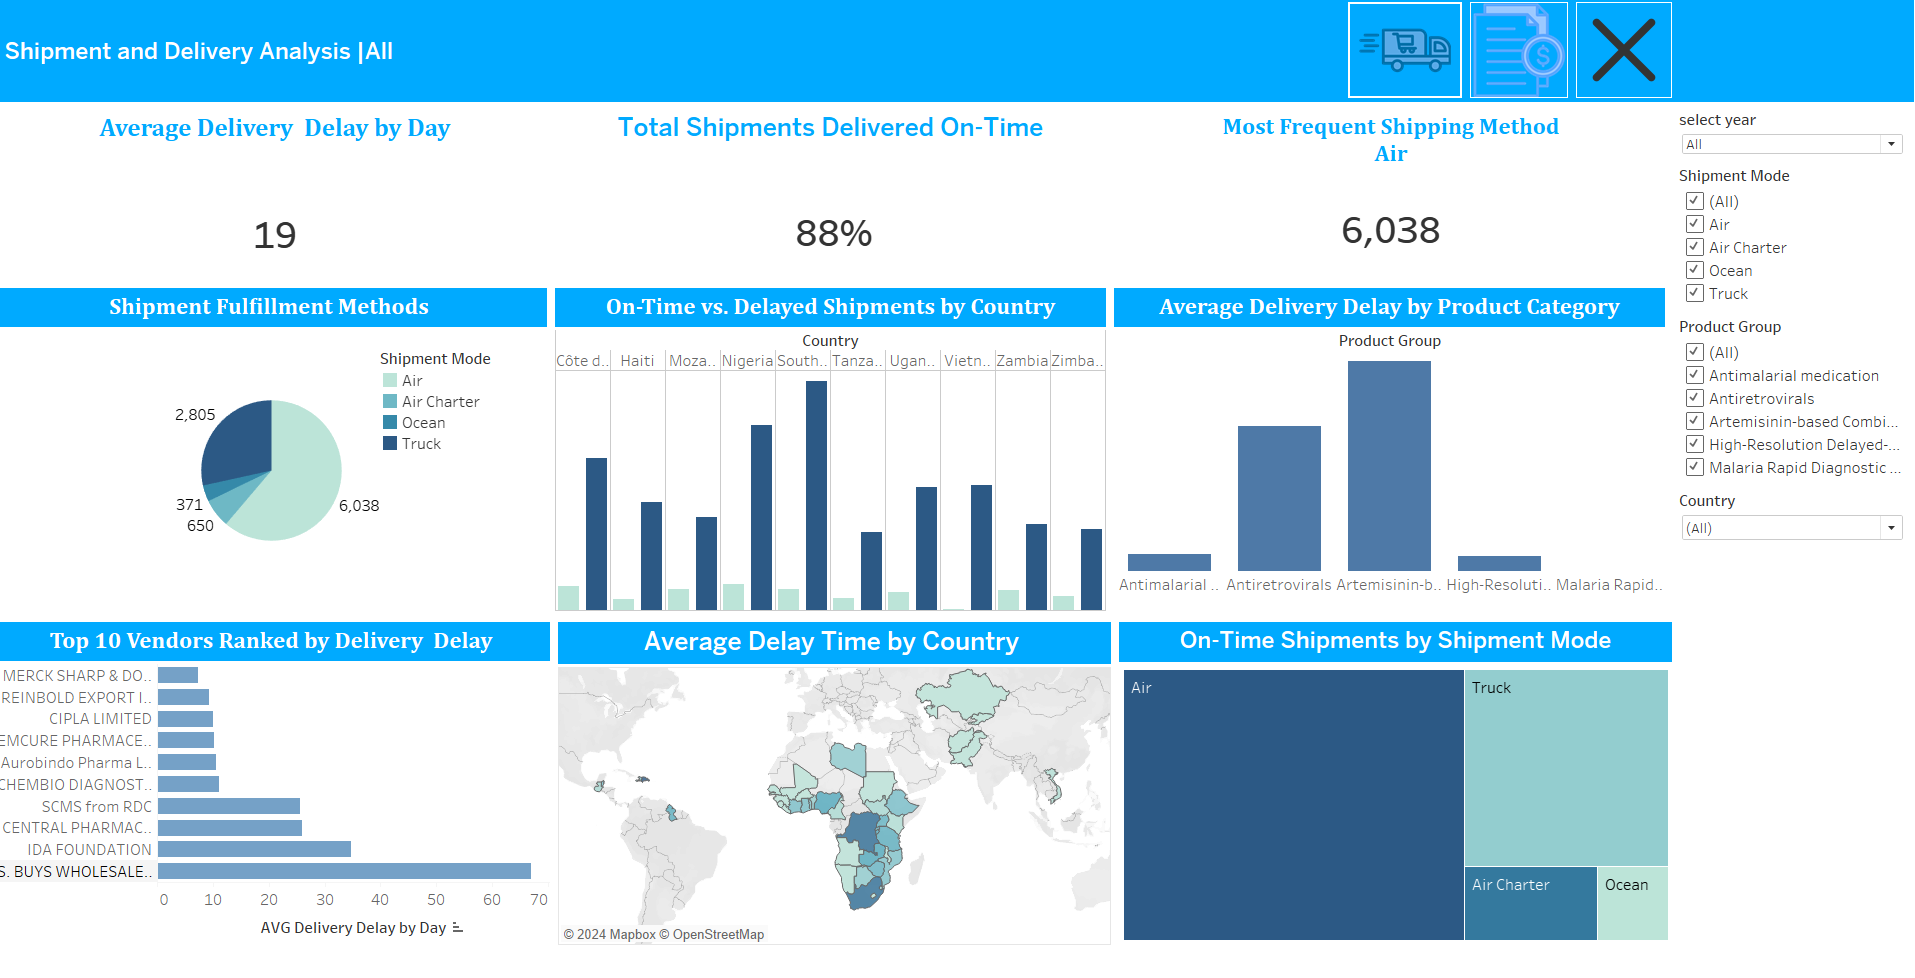 Shipment and Delivery Analysis |All
Average Delivery  Delay by Day
19
Total Shipments Delivered On-Time
88%
Most Frequent Shipping Method
Air
6,038
select year
All
Shipment Mode
(All)
Air
Air Charter
Ocean
Truck
Product Group
(All)
Antimalarial medication
Antiretrovirals
Artemisinin-based Combi...
High-Resolution Delayed-...
Malaria Rapid Diagnostic ...
Country
(All)
Shipment Fulfillment Methods
Shipment Mode
Air
Air Charter
Ocean
Truck
2,805
371
650
6,038
On-Time vs. Delayed Shipments by Country
Country
Côte d.. Haiti Moza.. Nigeria South.. Tanza.. Ugan.. Vietn.. Zambia Zimba..
Average Delivery Delay by Product Category
Product Group
Antimalarial .. Antiretrovirals Artemisinin-b.. High-Resoluti.. Malaria Rapid..
Top 10 Vendors Ranked by Delivery  Delay
MERCK SHARP & DO..
REINBOLD EXPORT I..
CIPLA LIMITED
EMCURE PHARMACE..
Aurobindo Pharma L..
CHEMBIO DIAGNOST..
SCMS from RDC
CENTRAL PHARMAC..
IDA FOUNDATION
S. BUYS WHOLESALE..
0 10 20 30 40 50 60 70
AVG Delivery Delay by Day
Average Delay Time by Country
© 2024 Mapbox © OpenStreetMap
On-Time Shipments by Shipment Mode
Air
Truck
Air Charter
Ocean